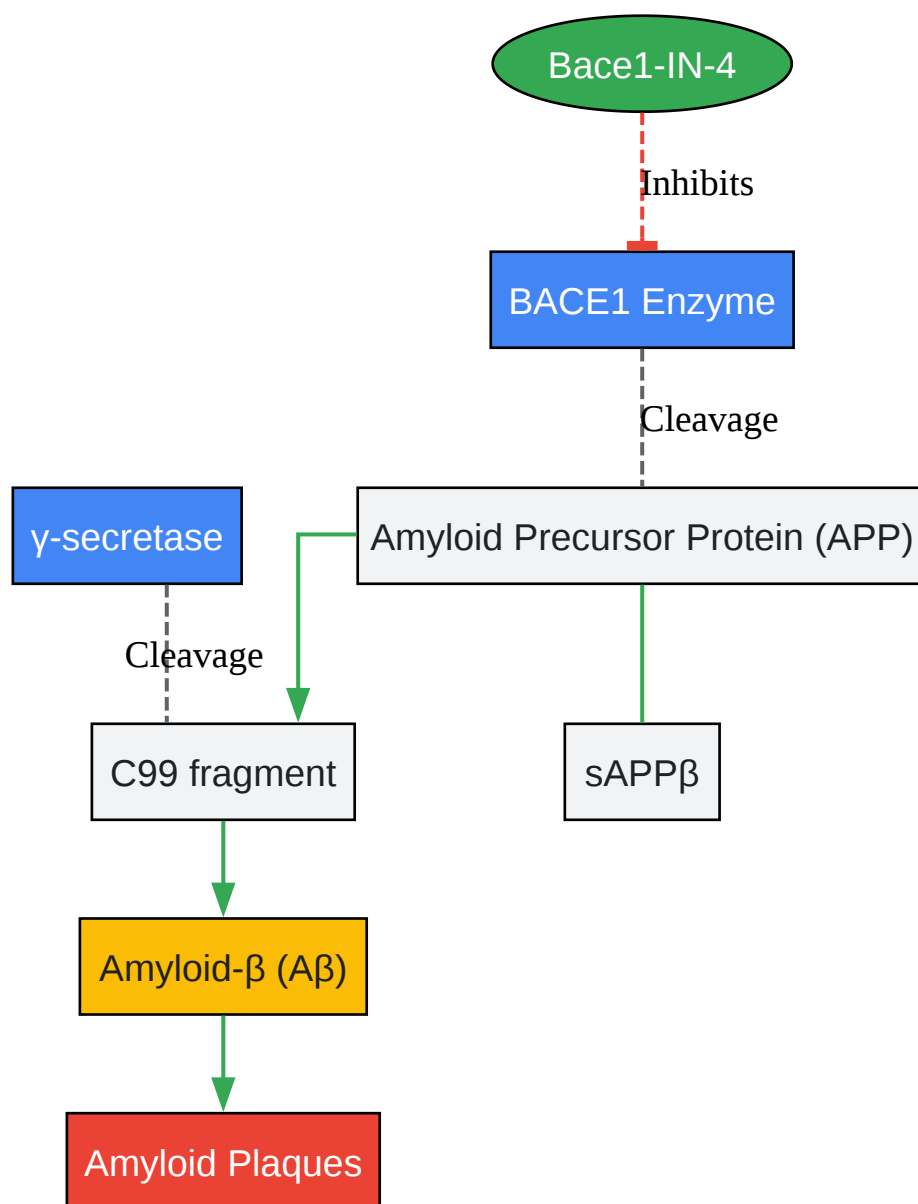 Bace1-IN-4
Inhibits
BACE1 Enzyme
Cleavage
γ-secretase
Amyloid Precursor Protein (APP)
Cleavage
C99 fragment
sAPPβ
Amyloid-β (Aβ)
Amyloid Plaques